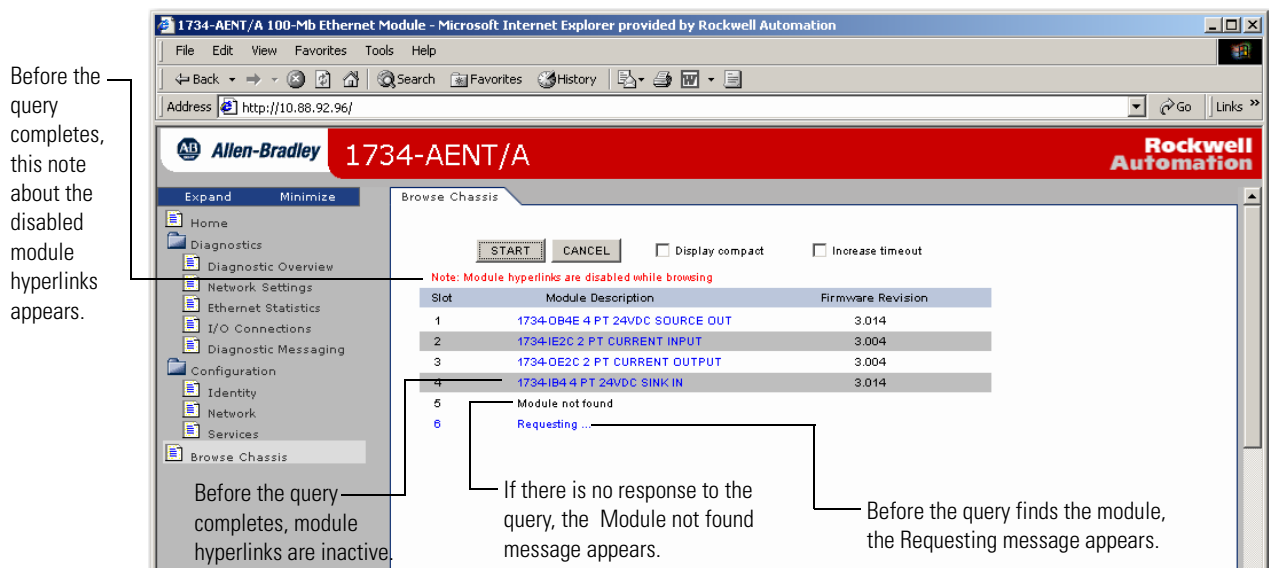 1734-AENT/A 100-Mb Ethernet Module - Microsoft Internet Explorer provided by Rockwell Automation
File Edit View Favorites Tools Help
Back Search Favorites History
Address http://10.88.92.96/ Go Links »
AB Allen-Bradley 1734-AENT/A Rockwell
Automation
Expand Minimize
Home
Diagnostics
Diagnostic Overview
Network Settings
Ethernet Statistics
I/O Connections
Diagnostic Messaging
Configuration
Identity
Network
Services
Browse Chassis
Browse Chassis
START CANCEL Display compact Increase timeout
Note: Module hyperlinks are disabled while browsing
Slot Module Description Firmware Revision
1 1734-OB4E 4 PT 24VDC SOURCE OUT 3.014
2 1734-IE2C 2 PT CURRENT INPUT 3.004
3 1734-OE2C 2 PT CURRENT OUTPUT 3.004
4 1734-IB4 4 PT 24VDC SINK IN 3.014
5 Module not found
6 Requesting ...
Before the
query
completes,
this note
about the
disabled
module
hyperlinks
appears.
Before the query
completes, module
hyperlinks are inactive.
If there is no response to the
query, the Module not found
message appears.
Before the query finds the module,
the Requesting message appears.